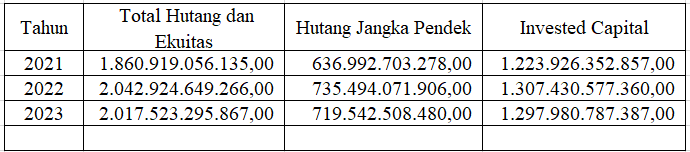 Tahun Total Hutang dan Ekuitas Hutang Jangka Pendek Invested Capital
2021 1.860.919.056.135,00 636.992.703.278,00 1.223.926.352.857,00
2022 2.042.924.649.266,00 735.494.071.906,00 1.307.430.577.360,00
2023 2.017.523.295.867,00 719.542.508.480,00 1.297.980.787.387,00